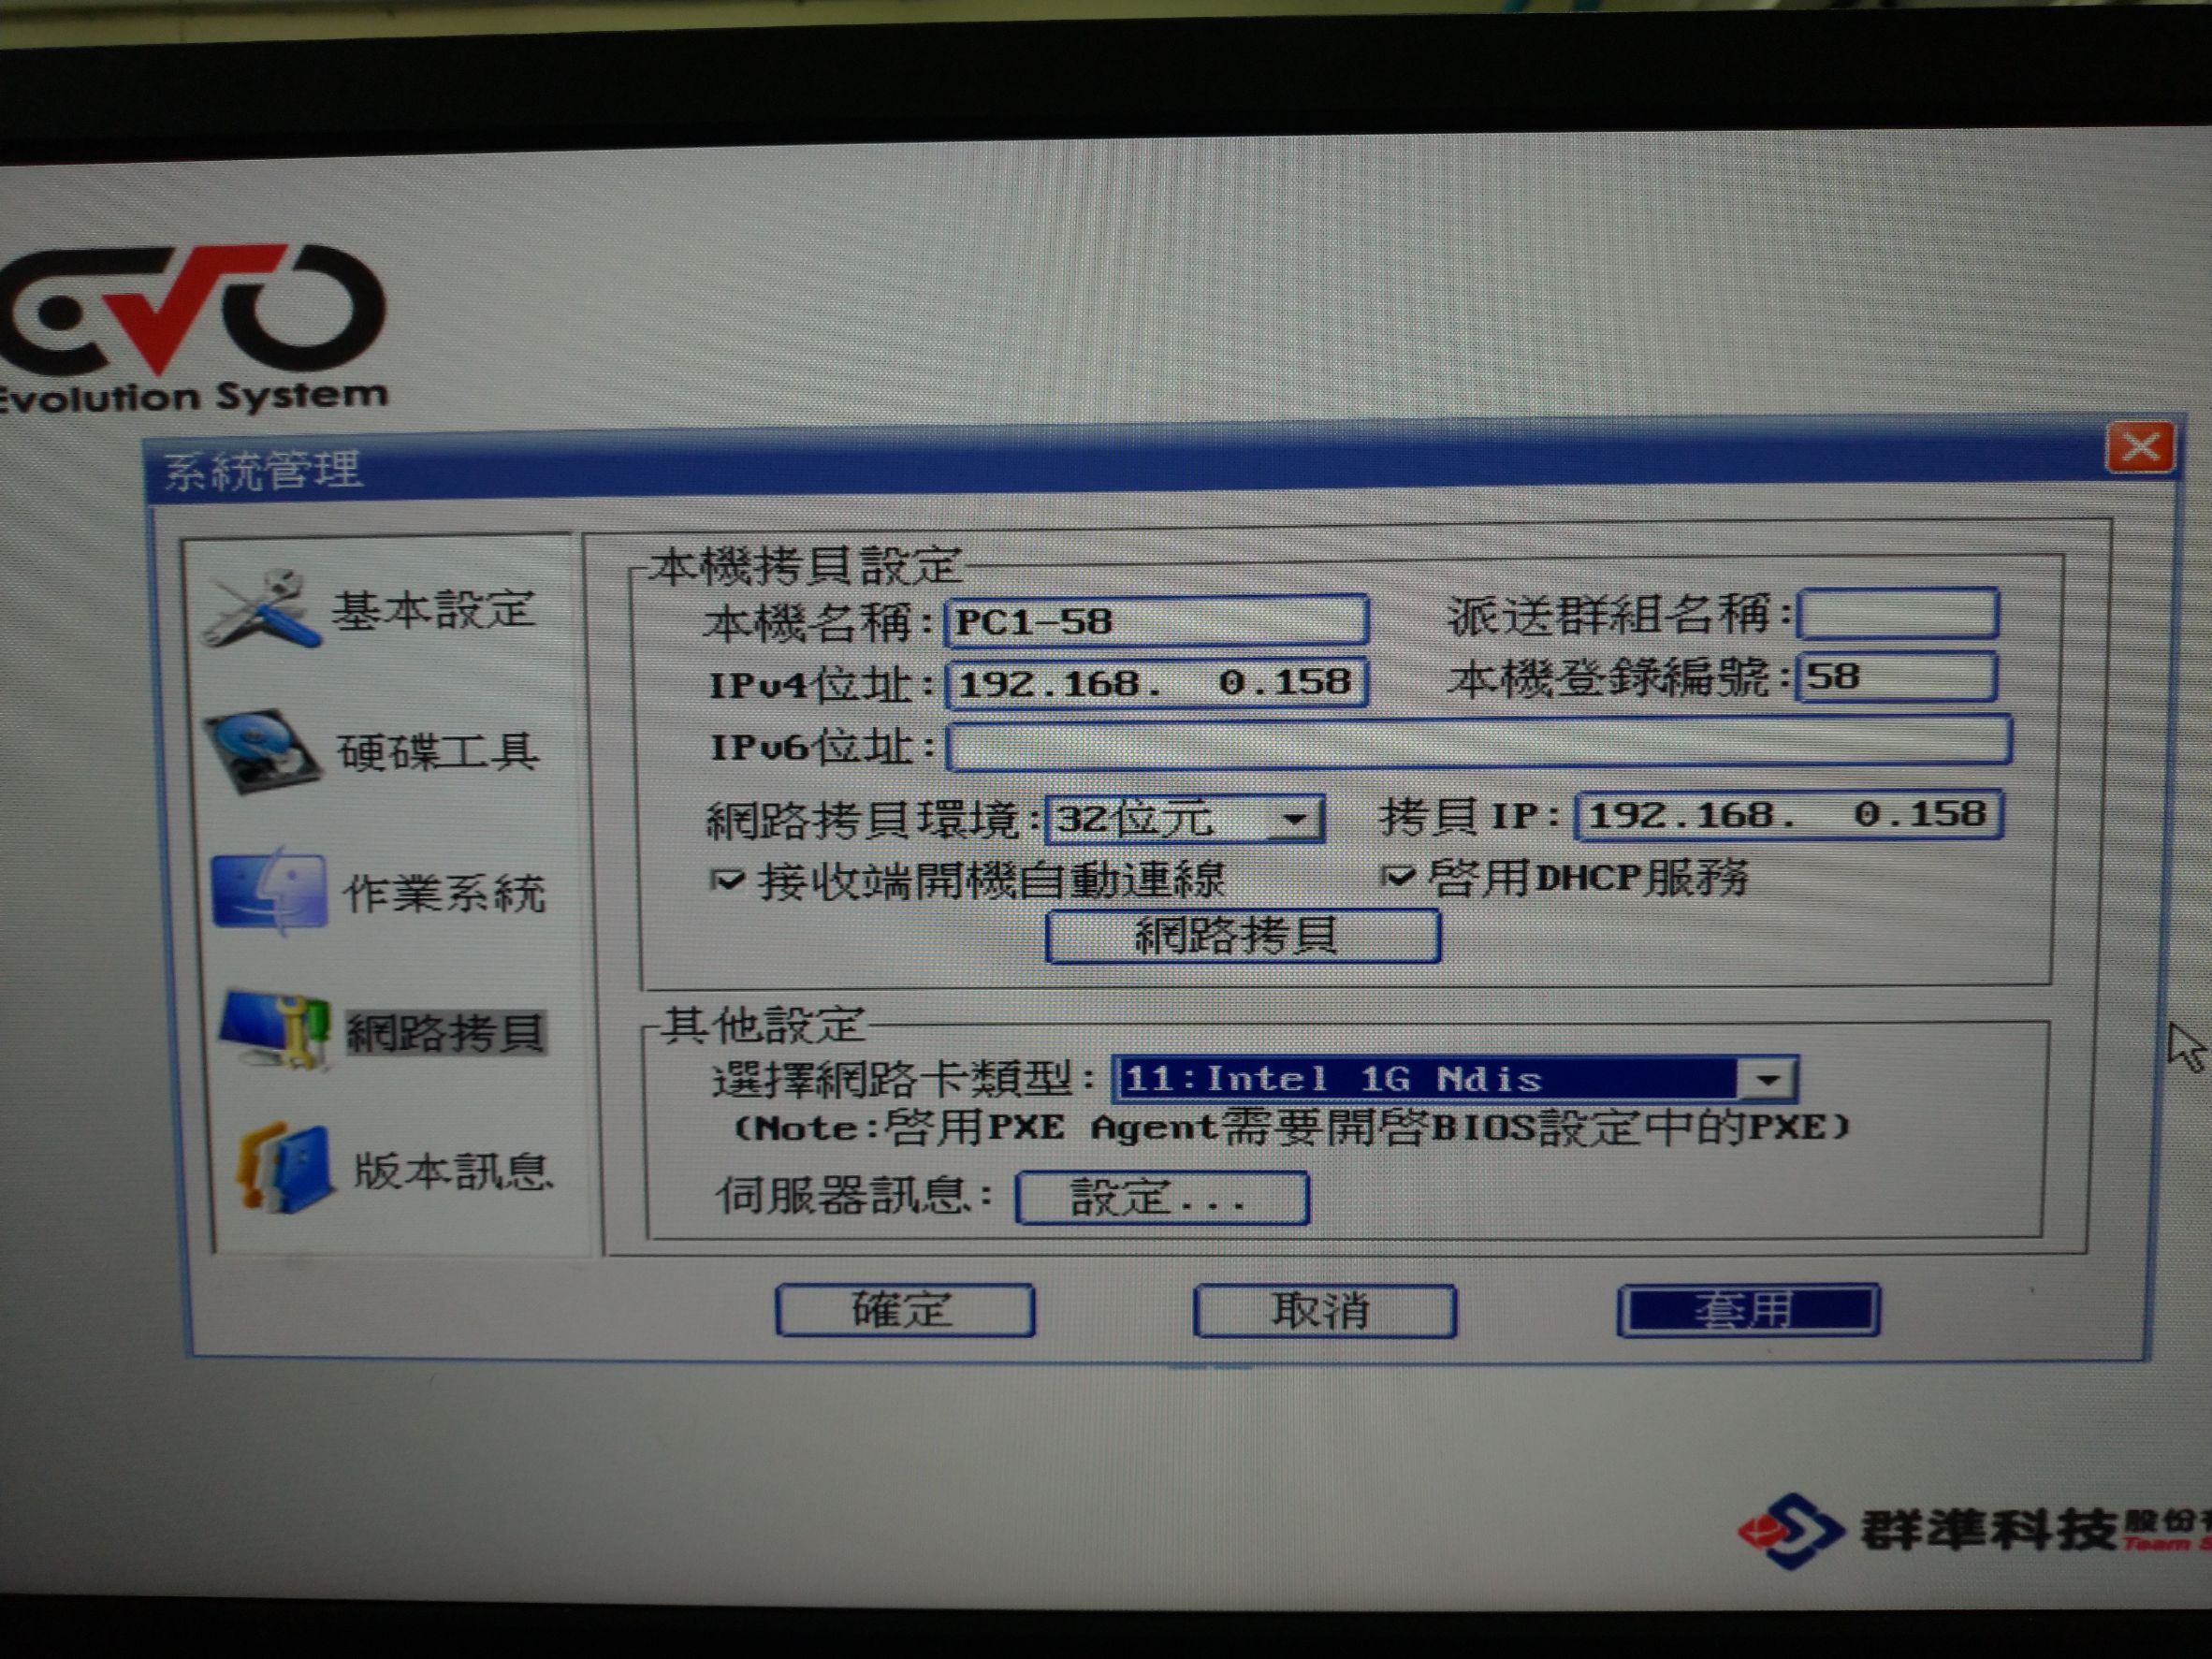 Evolution System
系統管理
基本設定
硬碟工具
作業系統
網路拷貝
版本訊息
本機拷貝設定
本機名稱: PC1-58 派送群組名稱:
IPv4位址: 192.168. 0.158 本機登錄編號: 58
IPv6位址:
網路拷貝環境: 32位元 拷貝IP: 192.168. 0.158
接收端開機自動連線 啓用DHCP服務
網路拷貝
其他設定
選擇網路卡類型: 11:Intel 1G Ndis
(Note:啓用PXE Agent需要開啓BIOS設定中的PXE)
伺服器訊息: 設定...
確定 取消 套用
群準科技股份
Team